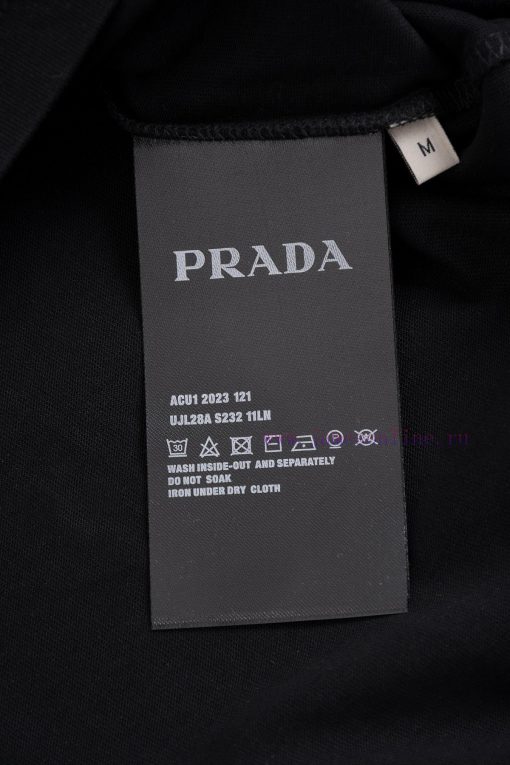 M
PRADA
ACU1 2023 121
UJL28A S232 11LN
30
P
W
WASH INSIDE-OUT AND SEPARATELY
DO NOT SOAK
IRON UNDER DRY CLOTH